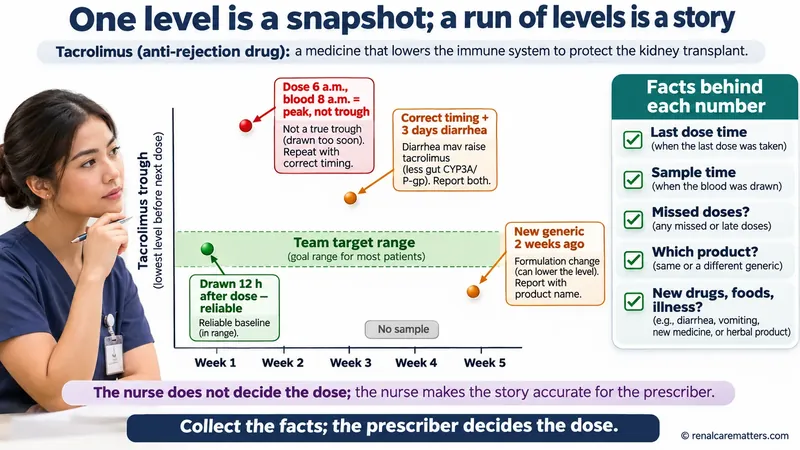 One level is a snapshot; a run of levels is a story
Tacrolimus (anti-rejection drug): a medicine that lowers the immune system to protect the kidney transplant.
Tacrolimus trough
(lowest level before next dose)
Dose 6 a.m.,
blood 8 a.m. =
peak, not trough
Not a true trough
(drawn too soon).
Repeat with
correct timing.
Correct timing +
3 days diarrhea
Diarrhea mav raise
tacrolimus
(less gut CYP3A/
P-gp). Report both.
Team target range
(goal range for most patients)
Drawn 12 h
after dose –
reliable
Reliable baseline
(in range).
New generic
2 weeks ago
Formulation change
(can lower the level).
Report with
product name.
No sample
Week 1
Week 2
Week 3
Week 4
Week 5
Facts behind
each number
Last dose time
(when the last dose was taken)
Sample time
(when the blood was drawn)
Missed doses?
(any missed or late doses)
Which product?
(same or a different generic)
New drugs, foods,
illness?
(e.g., diarrhea, vomiting,
new medicine, or herbal product)
The nurse does not decide the dose; the nurse makes the story accurate for the prescriber.
Collect the facts; the prescriber decides the dose.
© renalcarematters.com